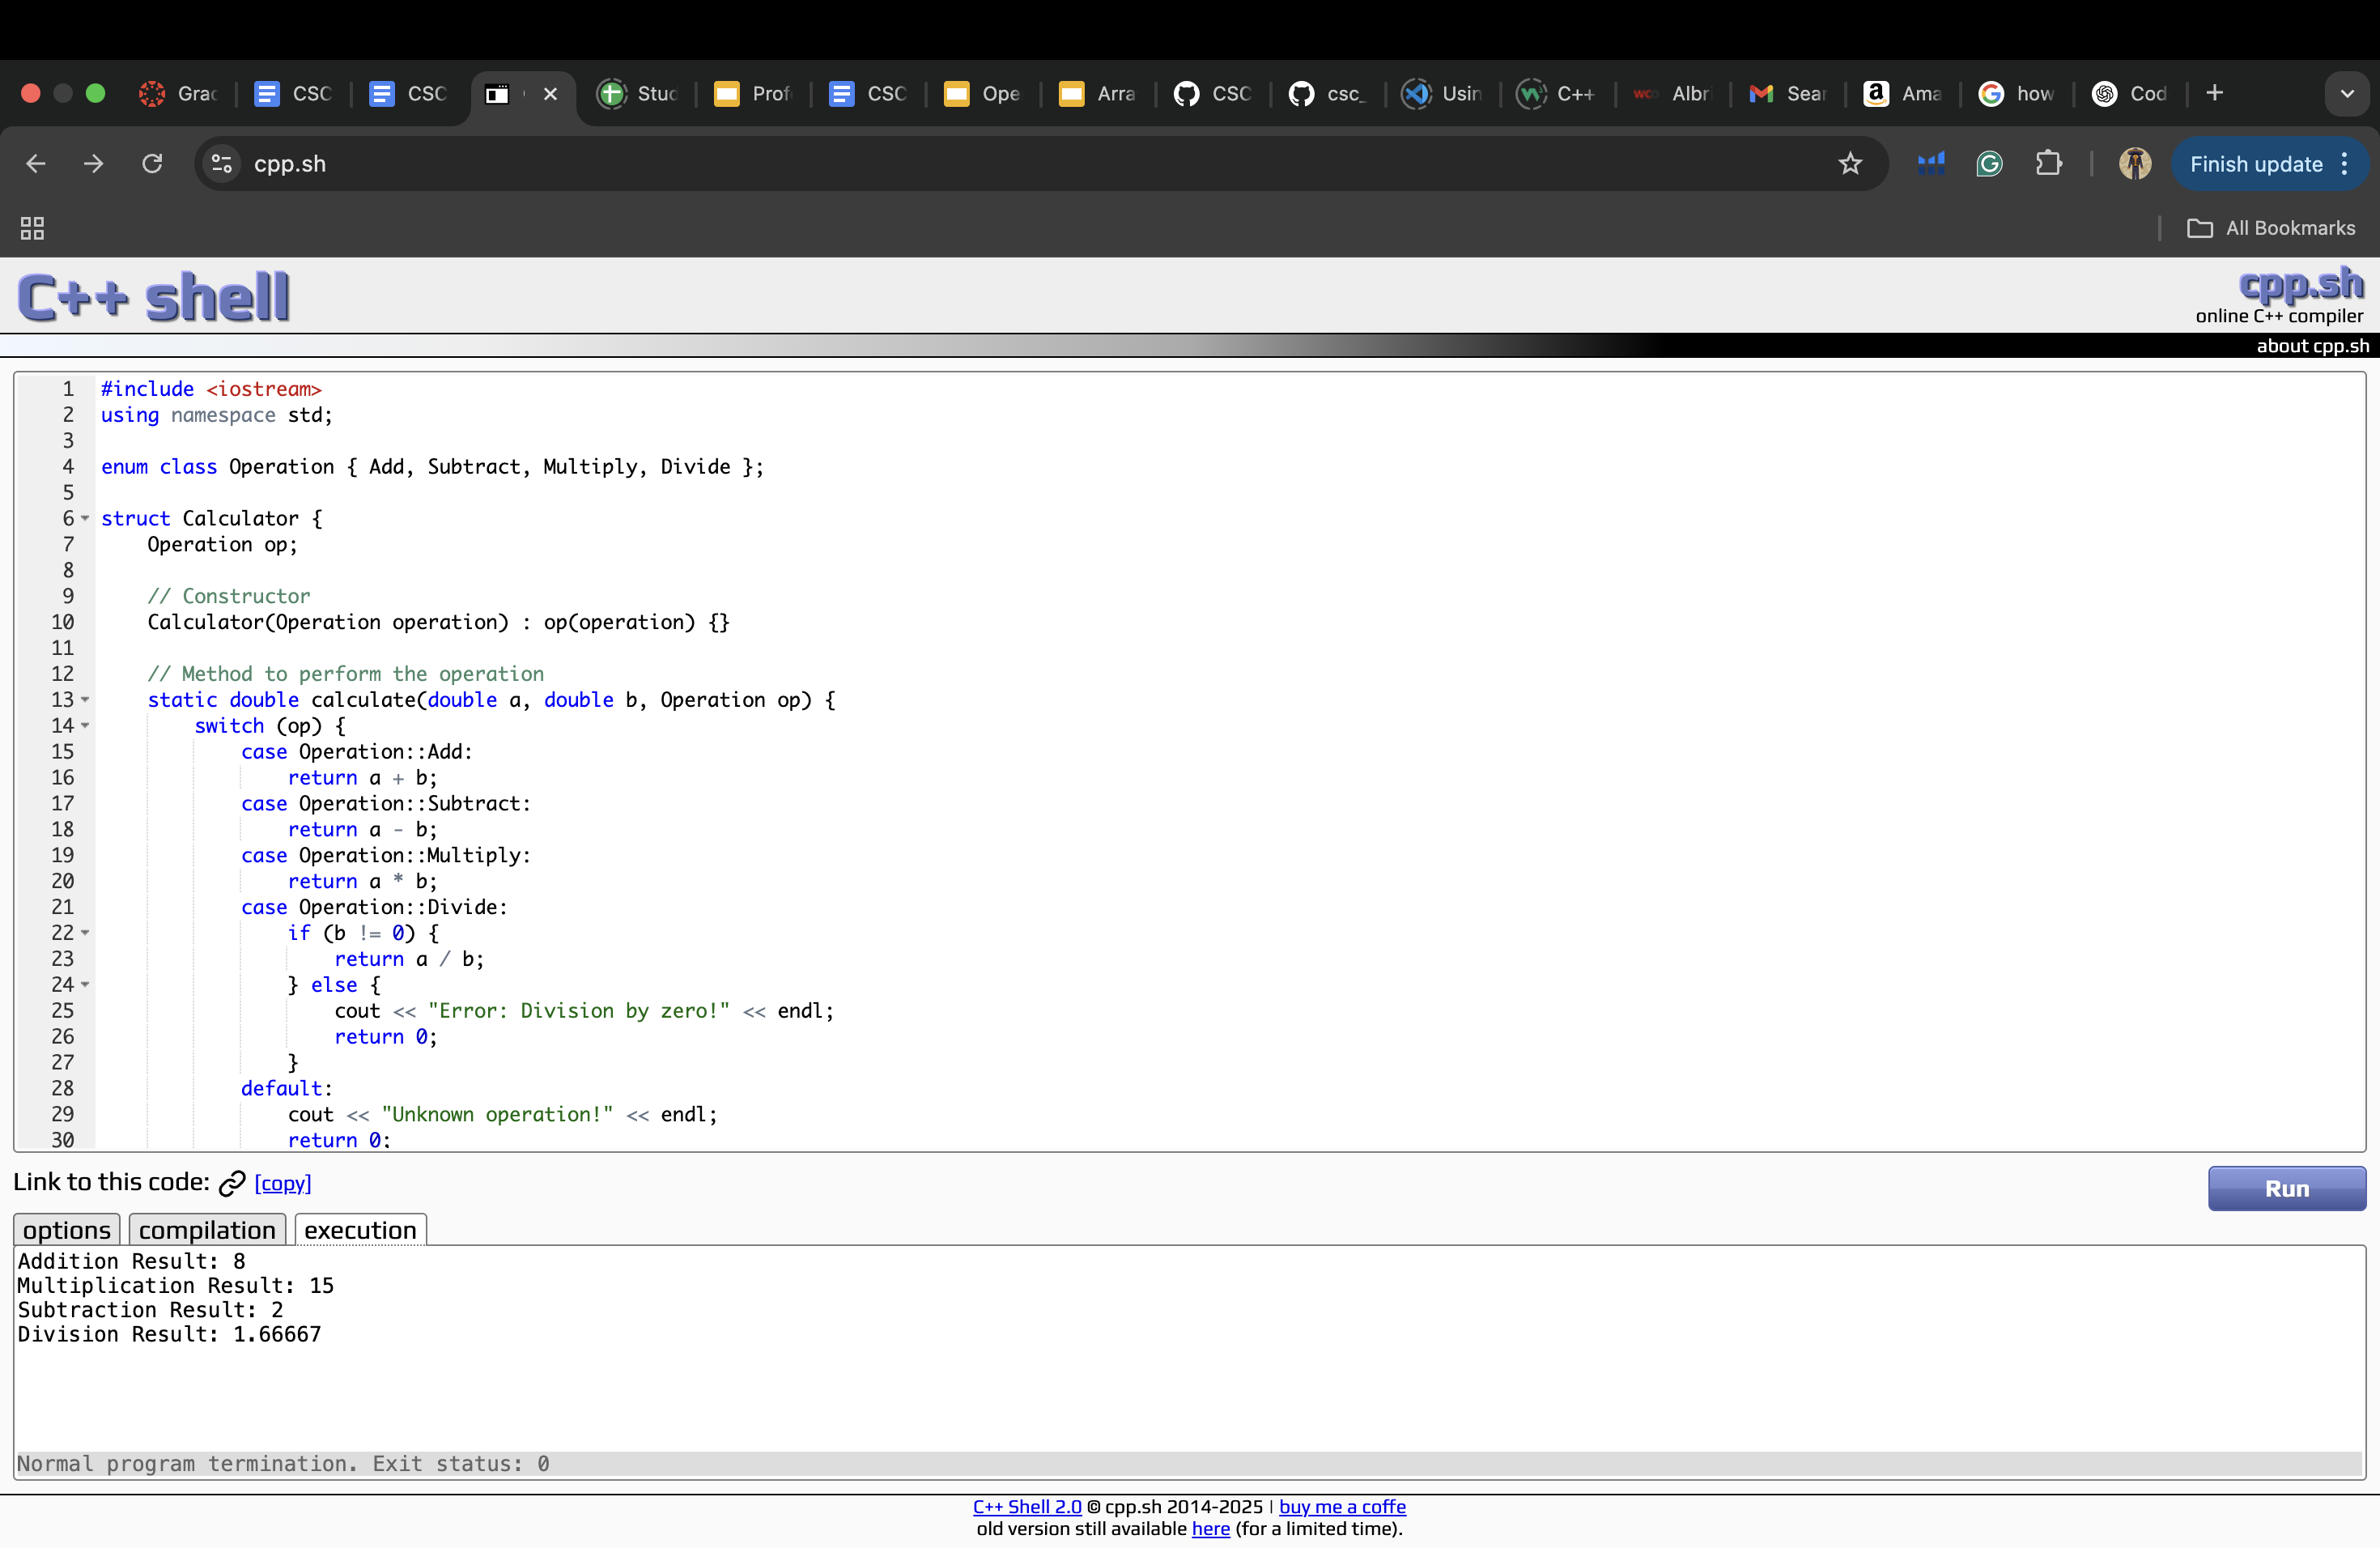 Grac
CSC
CSC
Stud
Prof
CSC
Ope
Arra
CSC
csc_
Usin
C++
Albri
Sear
Ama
how
Cod
cpp.sh
Finish update
All Bookmarks
C++ shell
cpp.sh
online C++ compiler
about cpp.sh
1 #include <iostream>
2 using namespace std;
3
4 enum class Operation { Add, Subtract, Multiply, Divide };
5
6 struct Calculator {
7     Operation op;
8
9     // Constructor
10     Calculator(Operation operation) : op(operation) {}
11
12     // Method to perform the operation
13     static double calculate(double a, double b, Operation op) {
14         switch (op) {
15             case Operation::Add:
16                 return a + b;
17             case Operation::Subtract:
18                 return a - b;
19             case Operation::Multiply:
20                 return a * b;
21             case Operation::Divide:
22                 if (b != 0) {
23                     return a / b;
24                 } else {
25                     cout << "Error: Division by zero!" << endl;
26                     return 0;
27                 }
28             default:
29                 cout << "Unknown operation!" << endl;
30                 return 0;
Link to this code: [copy]
Run
options compilation execution
Addition Result: 8
Multiplication Result: 15
Subtraction Result: 2
Division Result: 1.66667
Normal program termination. Exit status: 0
C++ Shell 2.0 © cpp.sh 2014-2025 | buy me a coffe
old version still available here (for a limited time).